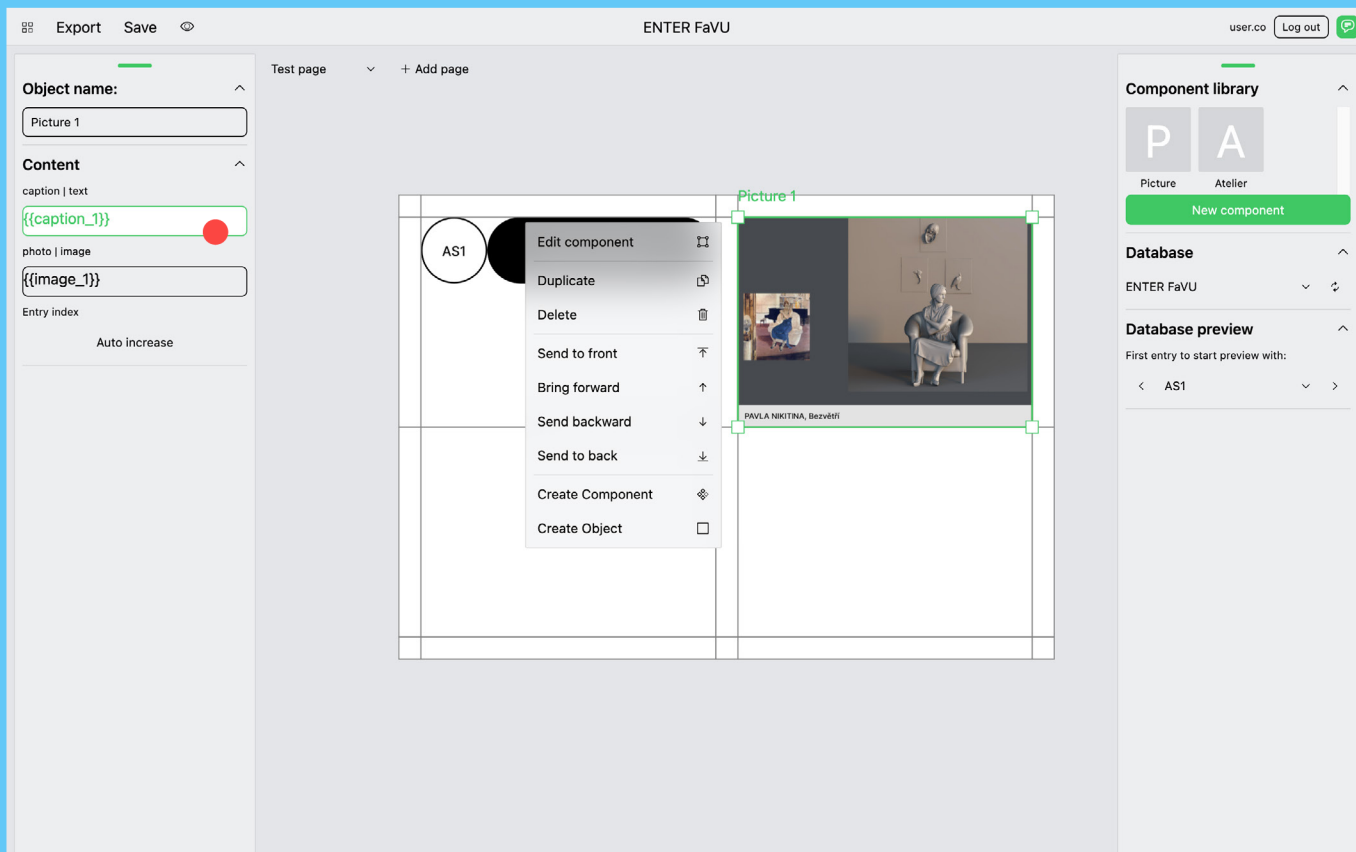 Export Save ENTER FaVU user.co Log out
Object name:
Picture 1
Content
caption | text
{{caption_1}}
photo | image
{{image_1}}
Entry index
Auto increase
Test page + Add page
Picture 1
AS1
Edit component
Duplicate
Delete
Send to front
Bring forward
Send backward
Send to back
Create Component
Create Object
PAVLA NIKITINA, Bezvětří
Component library
P A
Picture Atelier
New component
Database
ENTER FaVU
Database preview
First entry to start preview with:
AS1